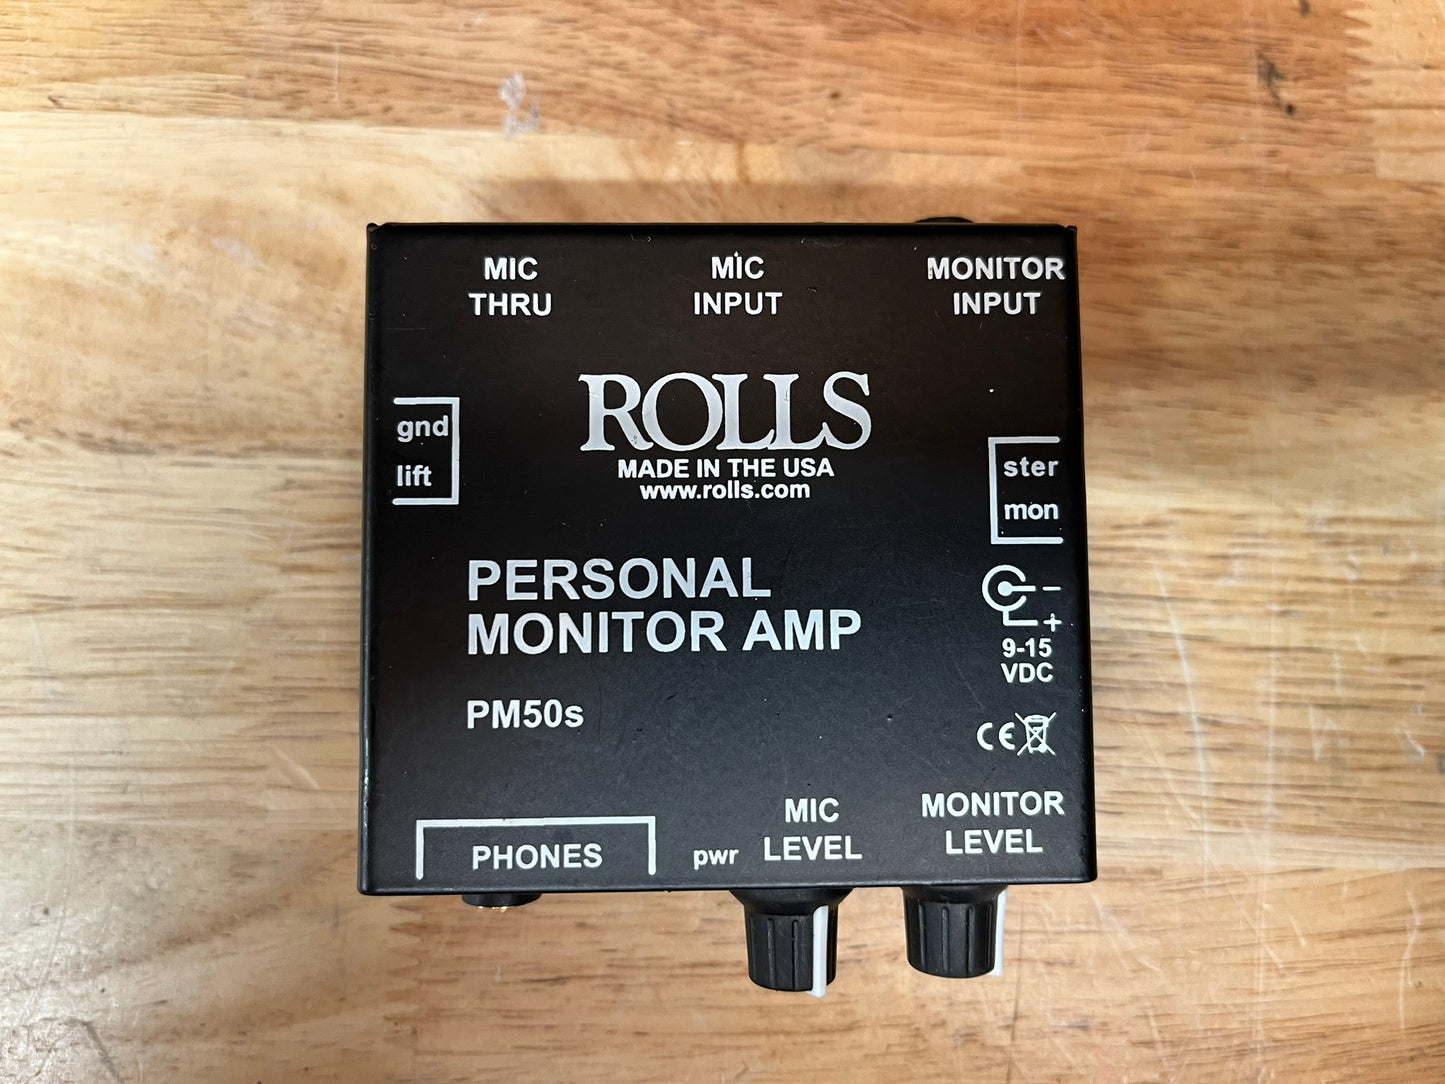 MIC
THRU
MIC
INPUT
MONITOR
INPUT
ROLLS
MADE IN THE USA
www.rolls.com
gnd
lift
ster
mon
PERSONAL
MONITOR AMP
- 
+
9-15
VDC
PM50s
CE
PHONES
pwr
MIC
LEVEL
MONITOR
LEVEL